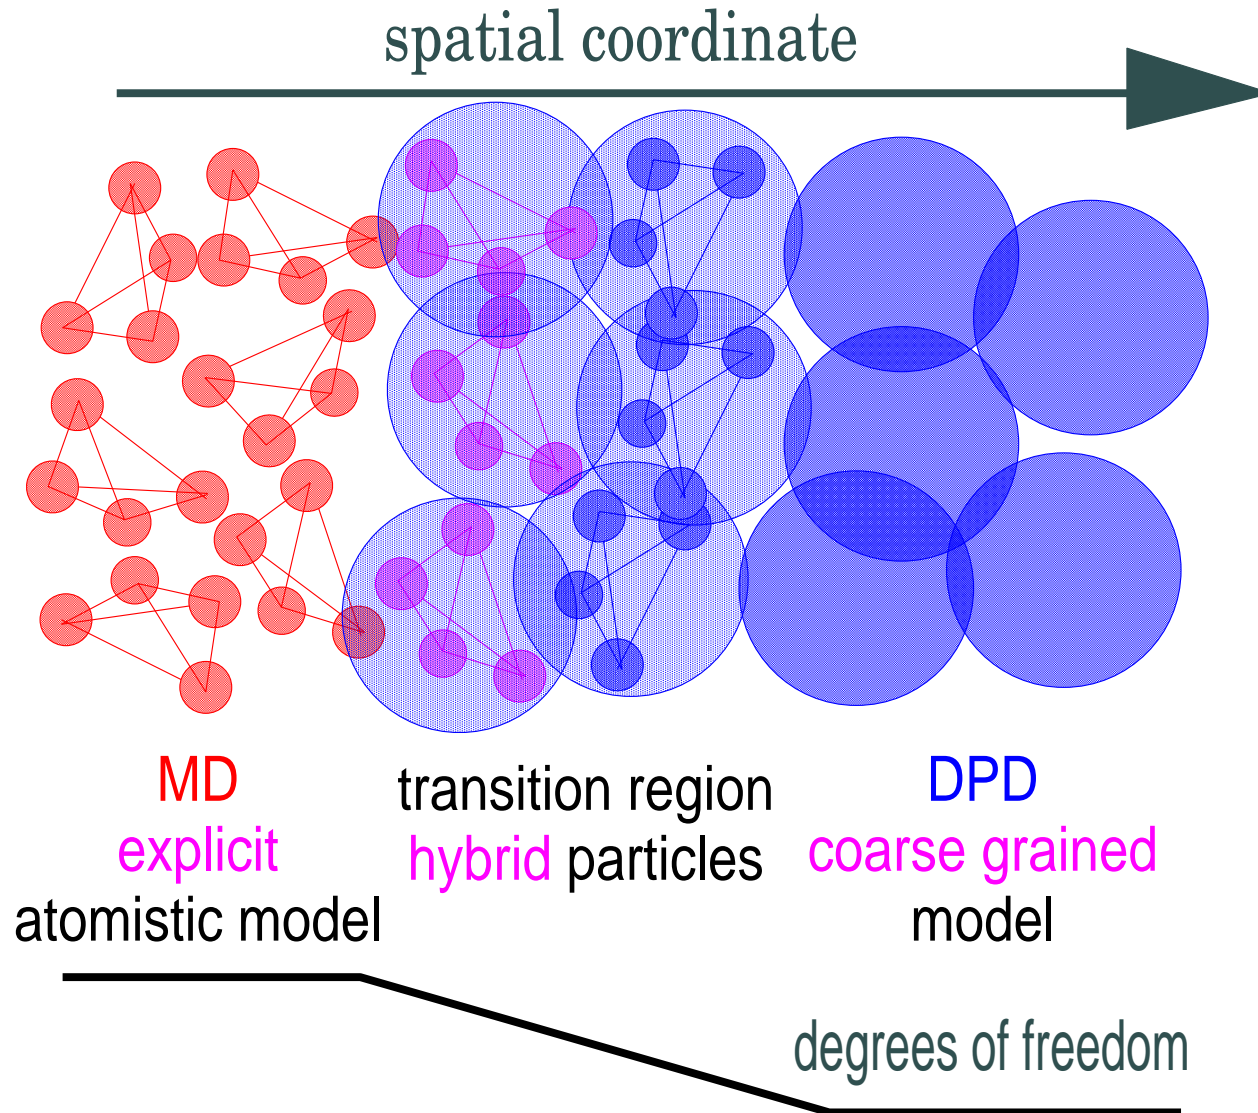 spatial coordinate
MD
explicit
atomistic model
transition region
hybrid particles
DPD
coarse grained
model
degrees of freedom